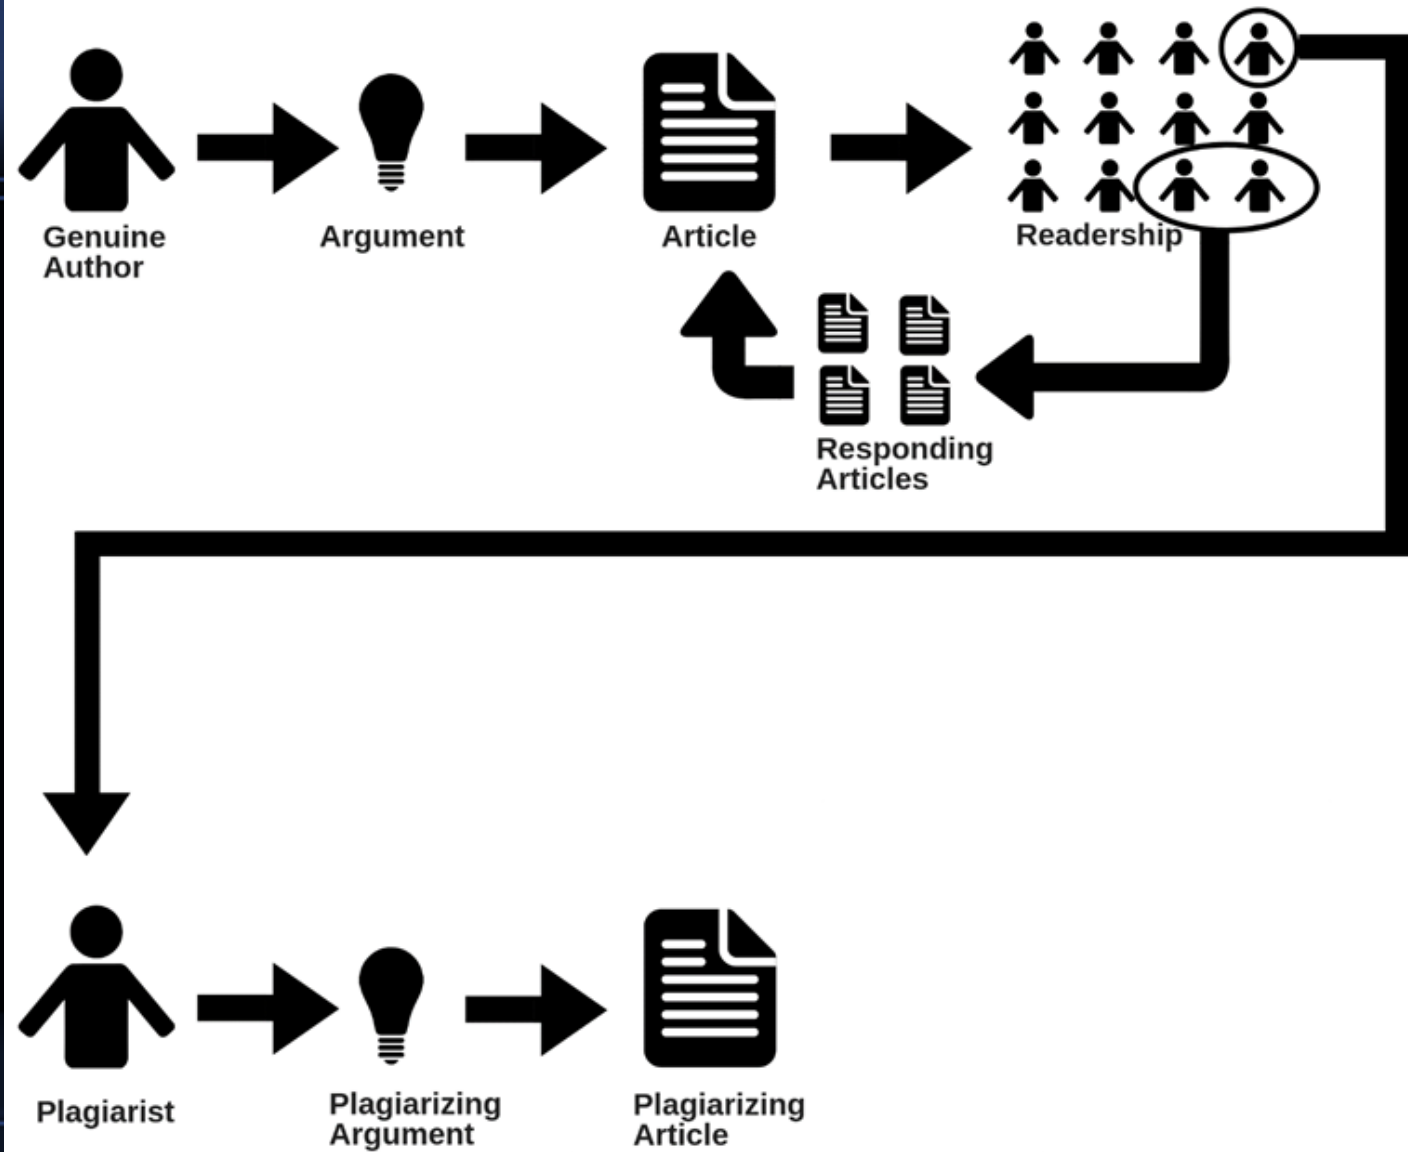 Genuine
Author
Argument
Article
Readership
Responding
Articles
Plagiarist
Plagiarizing
Argument
Plagiarizing
Article